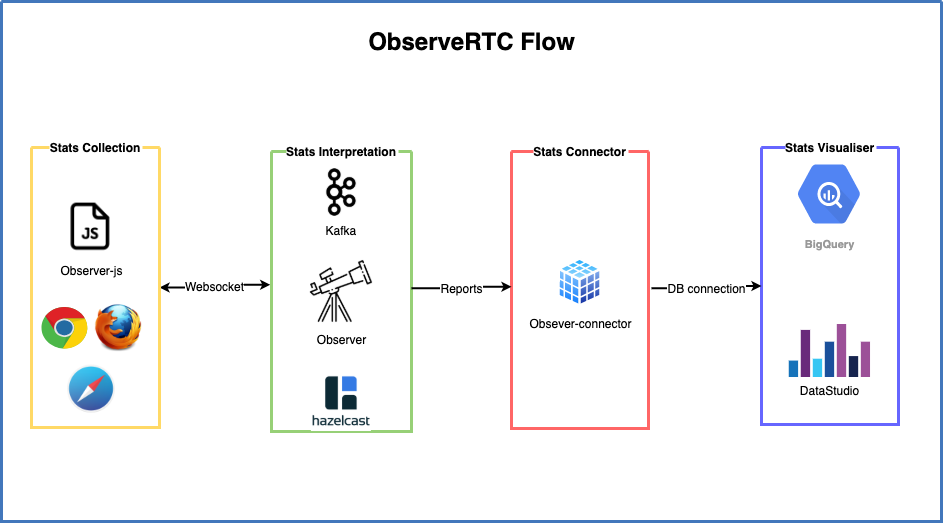 ObserveRTC Flow
Stats Collection
JS
Observer-js
Websocket
Stats Interpretation
Kafka
Observer
hazelcast
Reports
Stats Connector
Obsever-connector
DB connection
Stats Visualiser
BigQuery
DataStudio